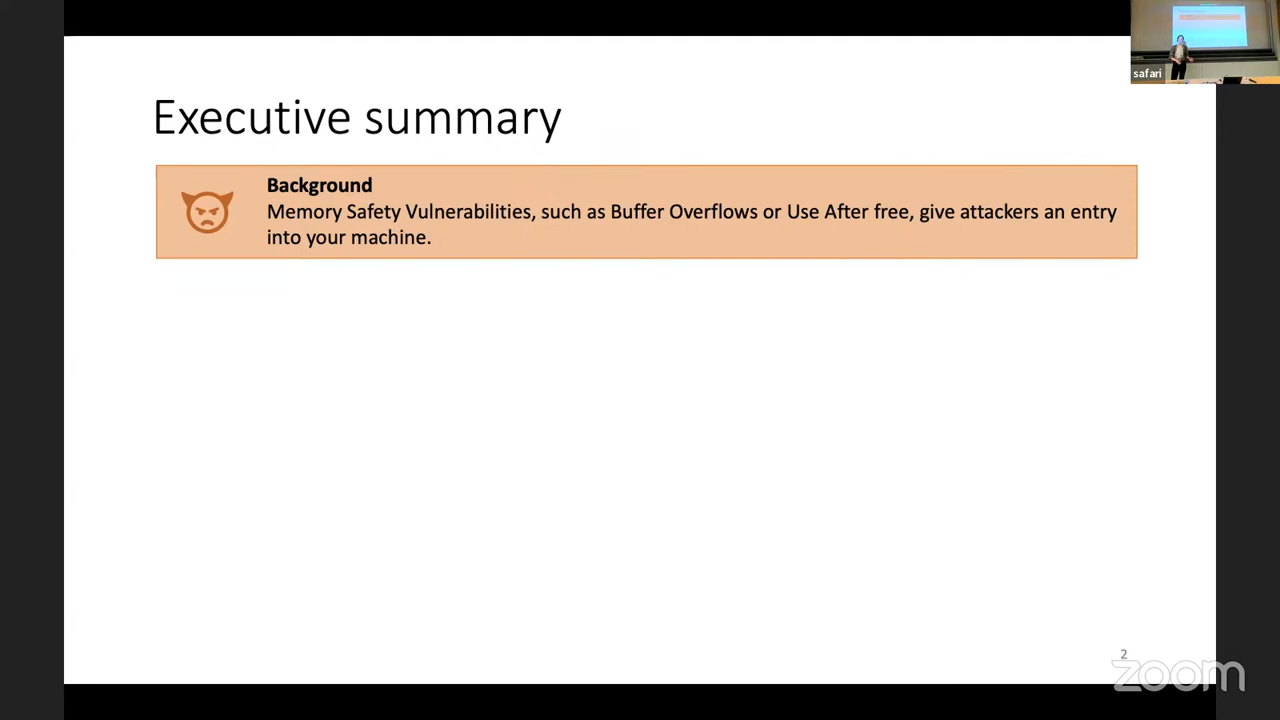 safari
Executive summary
Background
Memory Safety Vulnerabilities, such as Buffer Overflows or Use After free, give attackers an entry
into your machine.
2
zoom